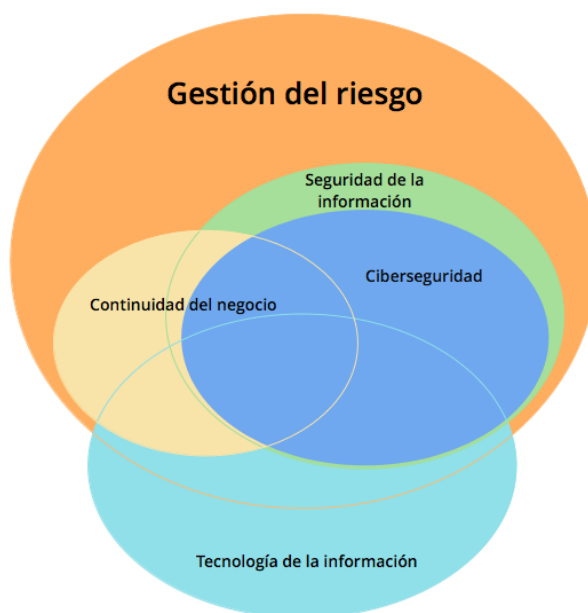 Gestión del riesgo
Seguridad de la
información
Ciberseguridad
Continuidad del negocio
Tecnología de la información